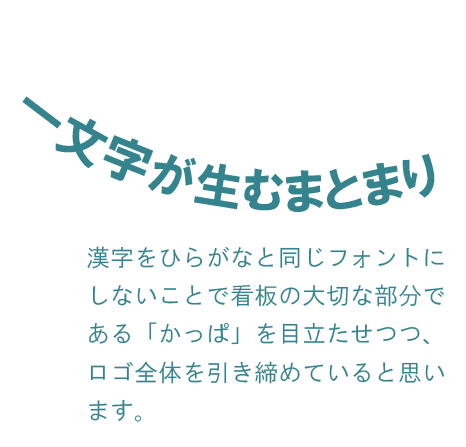 一文字が生むまとまり
漢字をひらがなと同じフォントに
しないことで看板の大切な部分で
ある「かっぱ」を目立たせつつ、
ロゴ全体を引き締めていると思い
ます。